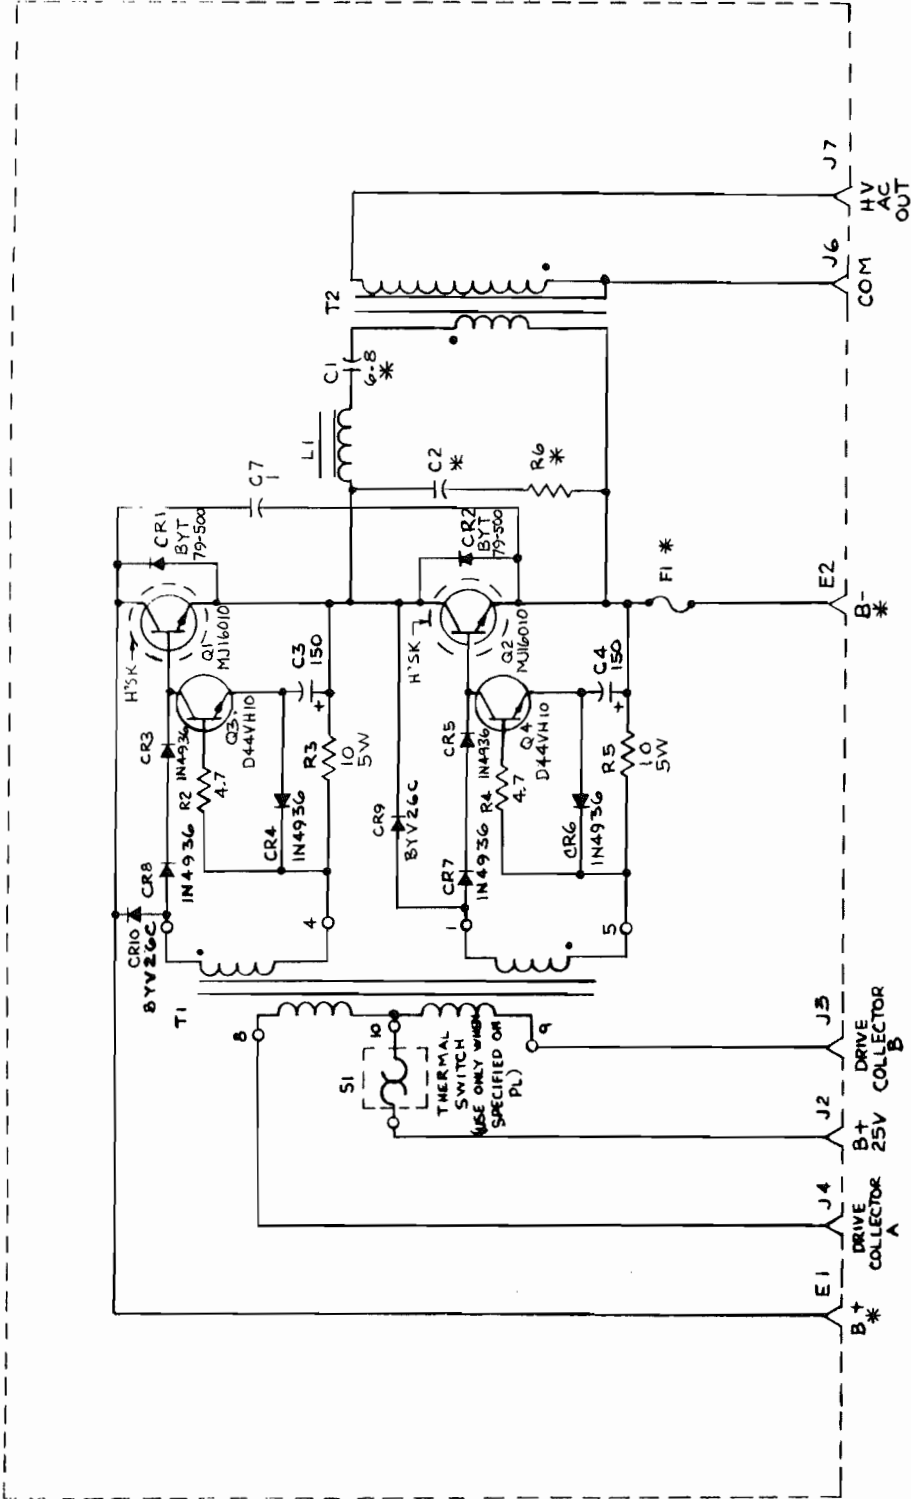 J7
HV
AC
OUT
J6
COM
T2
C1
6-8
*
L1
C7
1
C2
*
R6
*
CR1
BYT
79-500
CR2
BYT
79-500
F1 *
E2
B-
*
H'SK
Q1
MJ16010
H'SK
Q2
MJ16010
C3
150
+
C4
150
+
CR3
1N4936
Q3
D44VH10
R2
4.7
R3
10
5W
CR5
1N4936
Q4
D44VH10
R4
4.7
R5
10
5W
CR4
1N4936
CR9
BYV26C
CR6
1N4936
CR8
1N4936
CR7
1N4936
CR10
BYV26C
4
1
5
T1
8
10
9
S1
THERMAL
SWITCH
(USE ONLY WHEN
SPECIFIED ON
PL)
J3
DRIVE
COLLECTOR
B
J2
B+
25V
J4
DRIVE
COLLECTOR
A
E1
B+
*